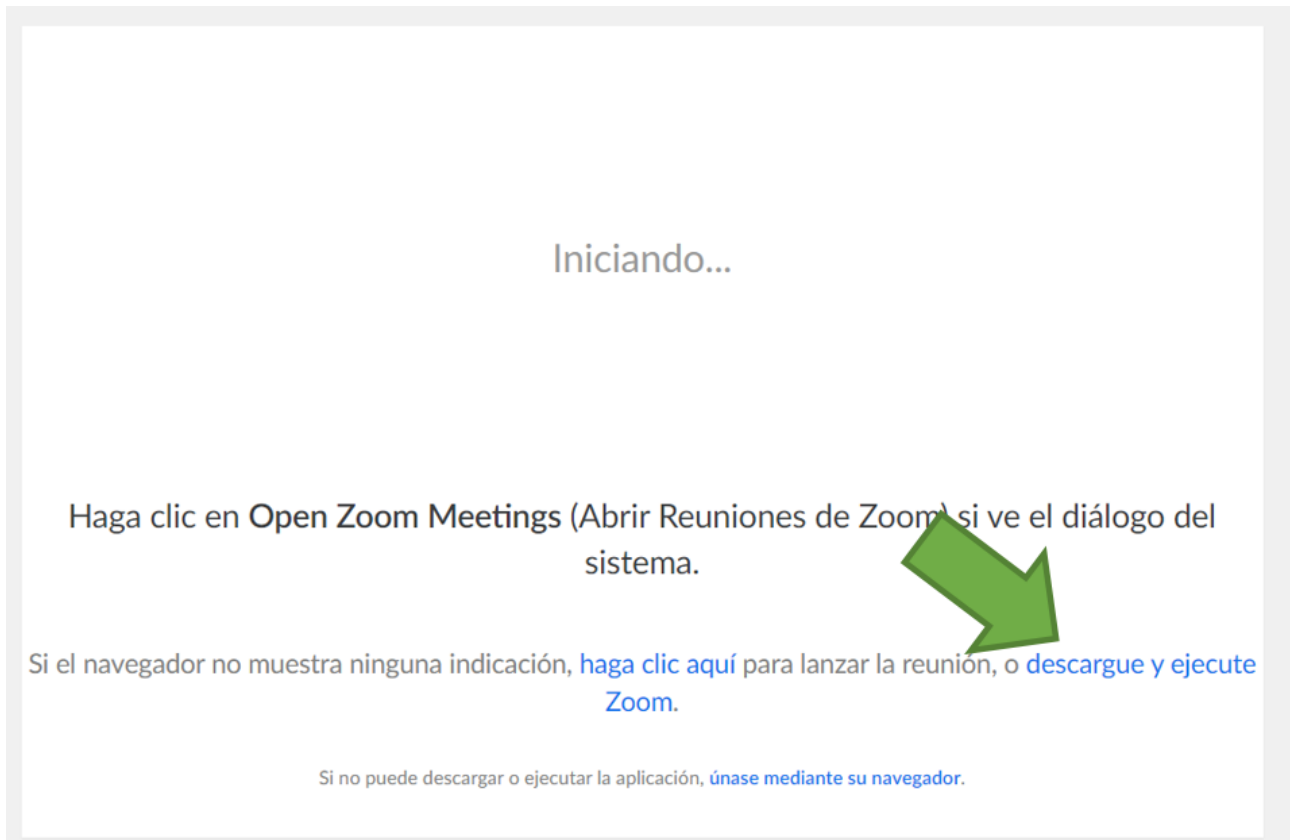 Iniciando...
Haga clic en Open Zoom Meetings (Abrir Reuniones de Zoom) si ve el diálogo del
sistema.
Si el navegador no muestra ninguna indicación, haga clic aquí para lanzar la reunión, o descargue y ejecute
Zoom.
Si no puede descargar o ejecutar la aplicación, únase mediante su navegador.